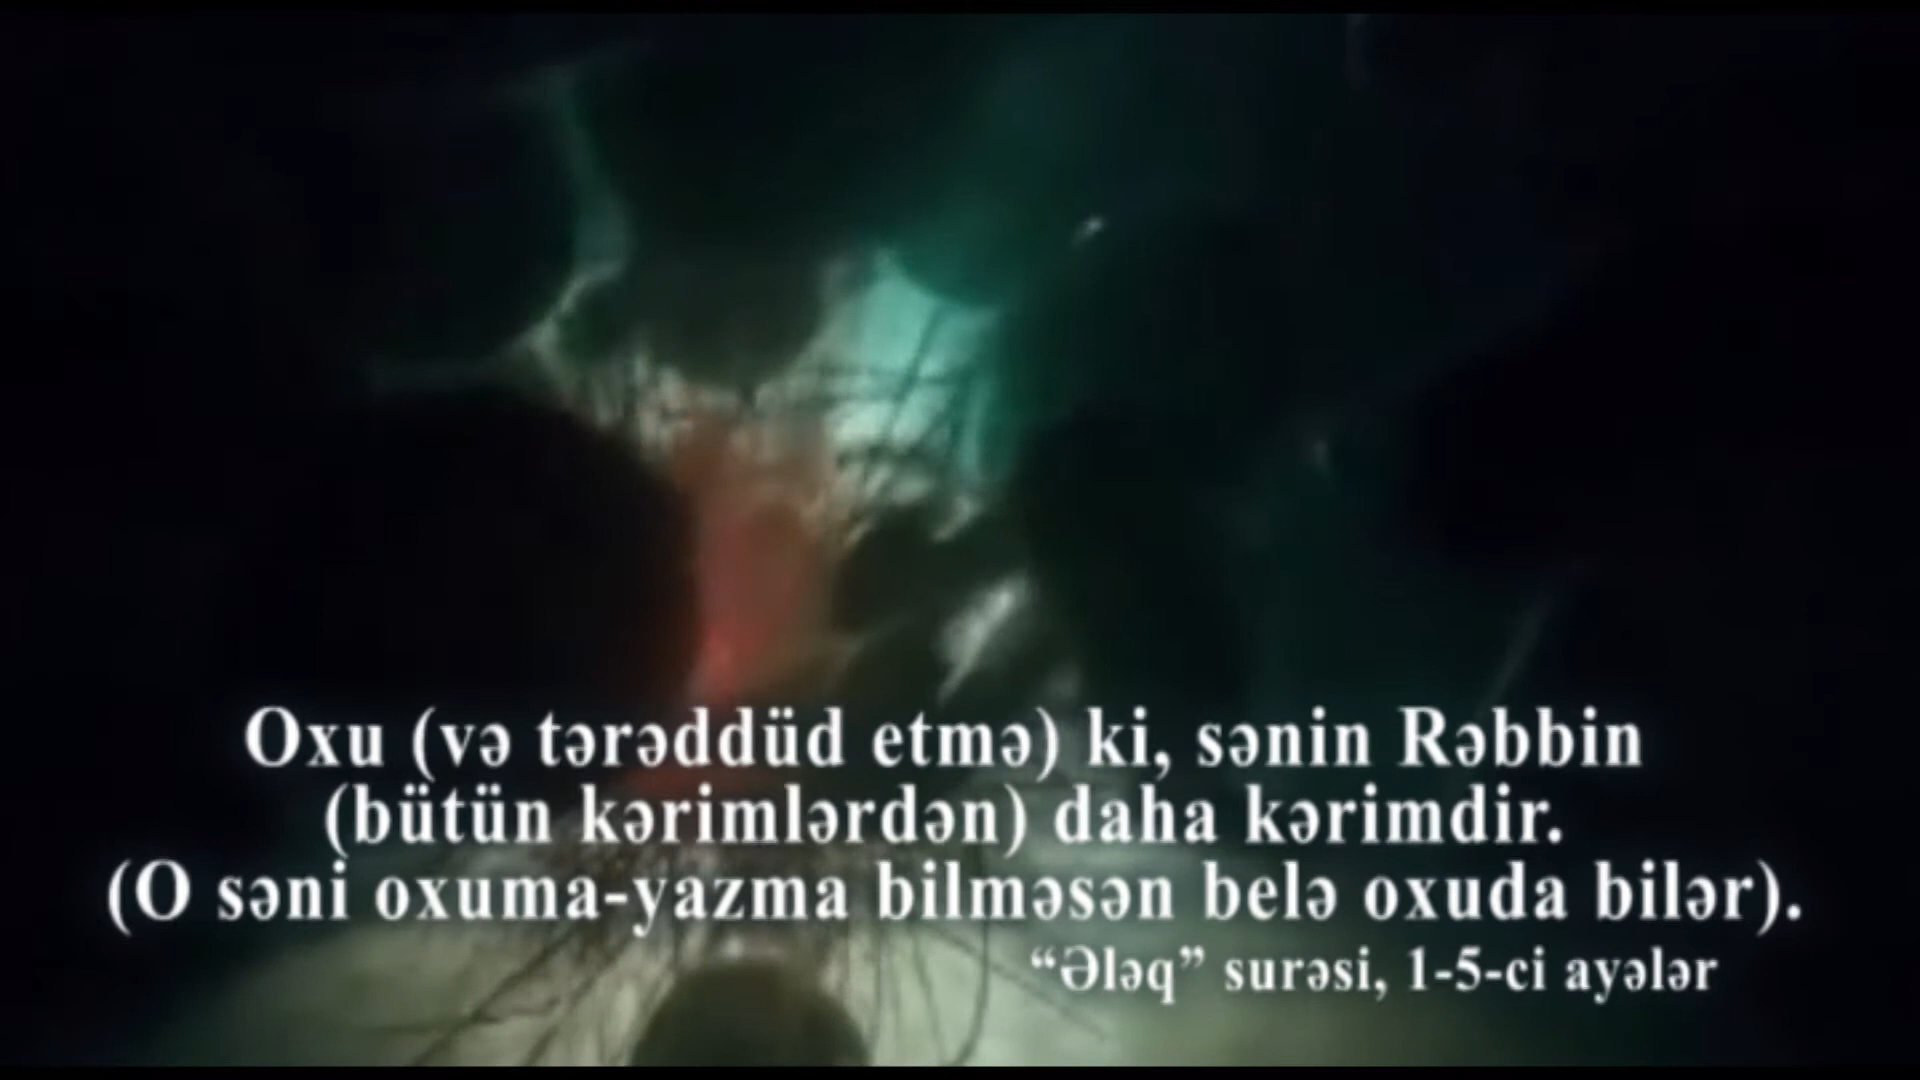 Oxu (və tərəddüd etmə) ki, sənin Rəbbin
(bütün kərimlərdən) daha kərimdir.
(O səni oxuma-yazma bilməsən belə oxuda bilər).
“Ələq” surəsi, 1-5-ci ayələr